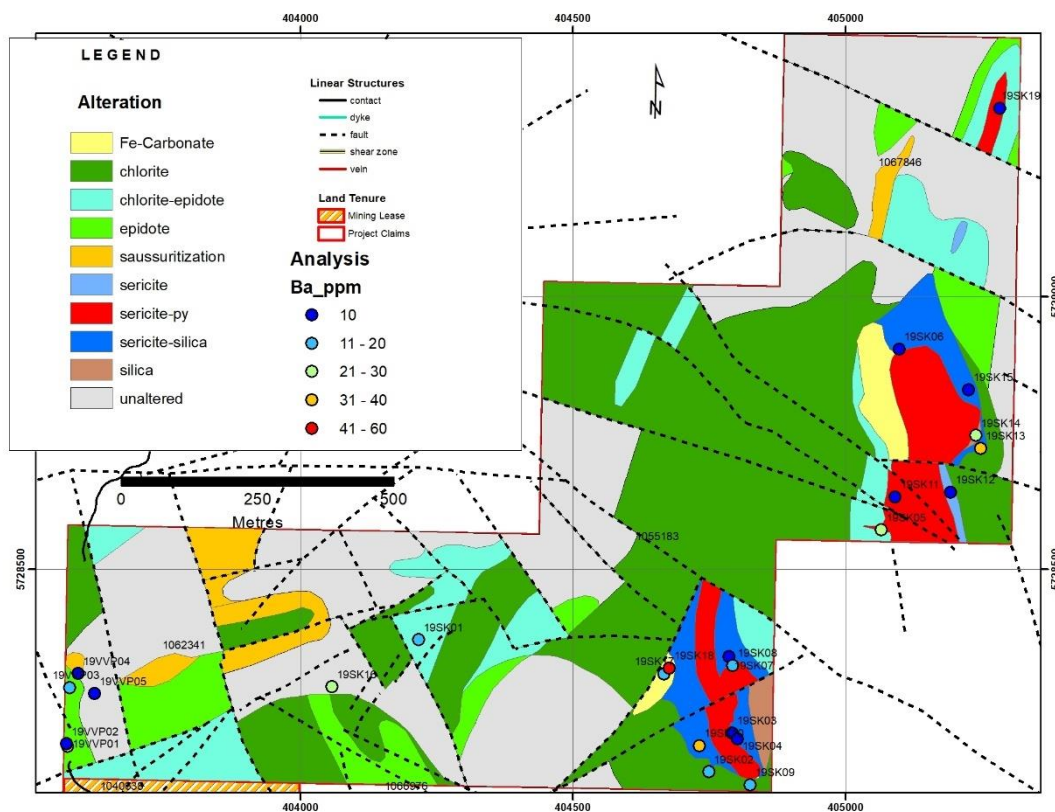 404000
404500
405000
LEGEND
Alteration
Fe-Carbonate
chlorite
chlorite-epidote
epidote
saussuritization
sericite
sericite-py
sericite-silica
silica
unaltered
Linear Structures
contact
dyke
fault
shear zone
vein
Land Tenure
Mining Lease
Project Claims
Analysis
Ba_ppm
10
11 - 20
21 - 30
31 - 40
41 - 60
N
0
250
500
Metres
19SK19
1067846
19SK06
19SK15
19SK14
19SK13
19SK11
19SK12
19SK05
1055183
5728500
5728500
1062341
19SK01
19SK16
19VVP04
19VVP05
19VVP02
19VVP01
19SK18
19SK08
19SK07
19SK03
19SK04
19SK02
19SK09
404000
404500
405000